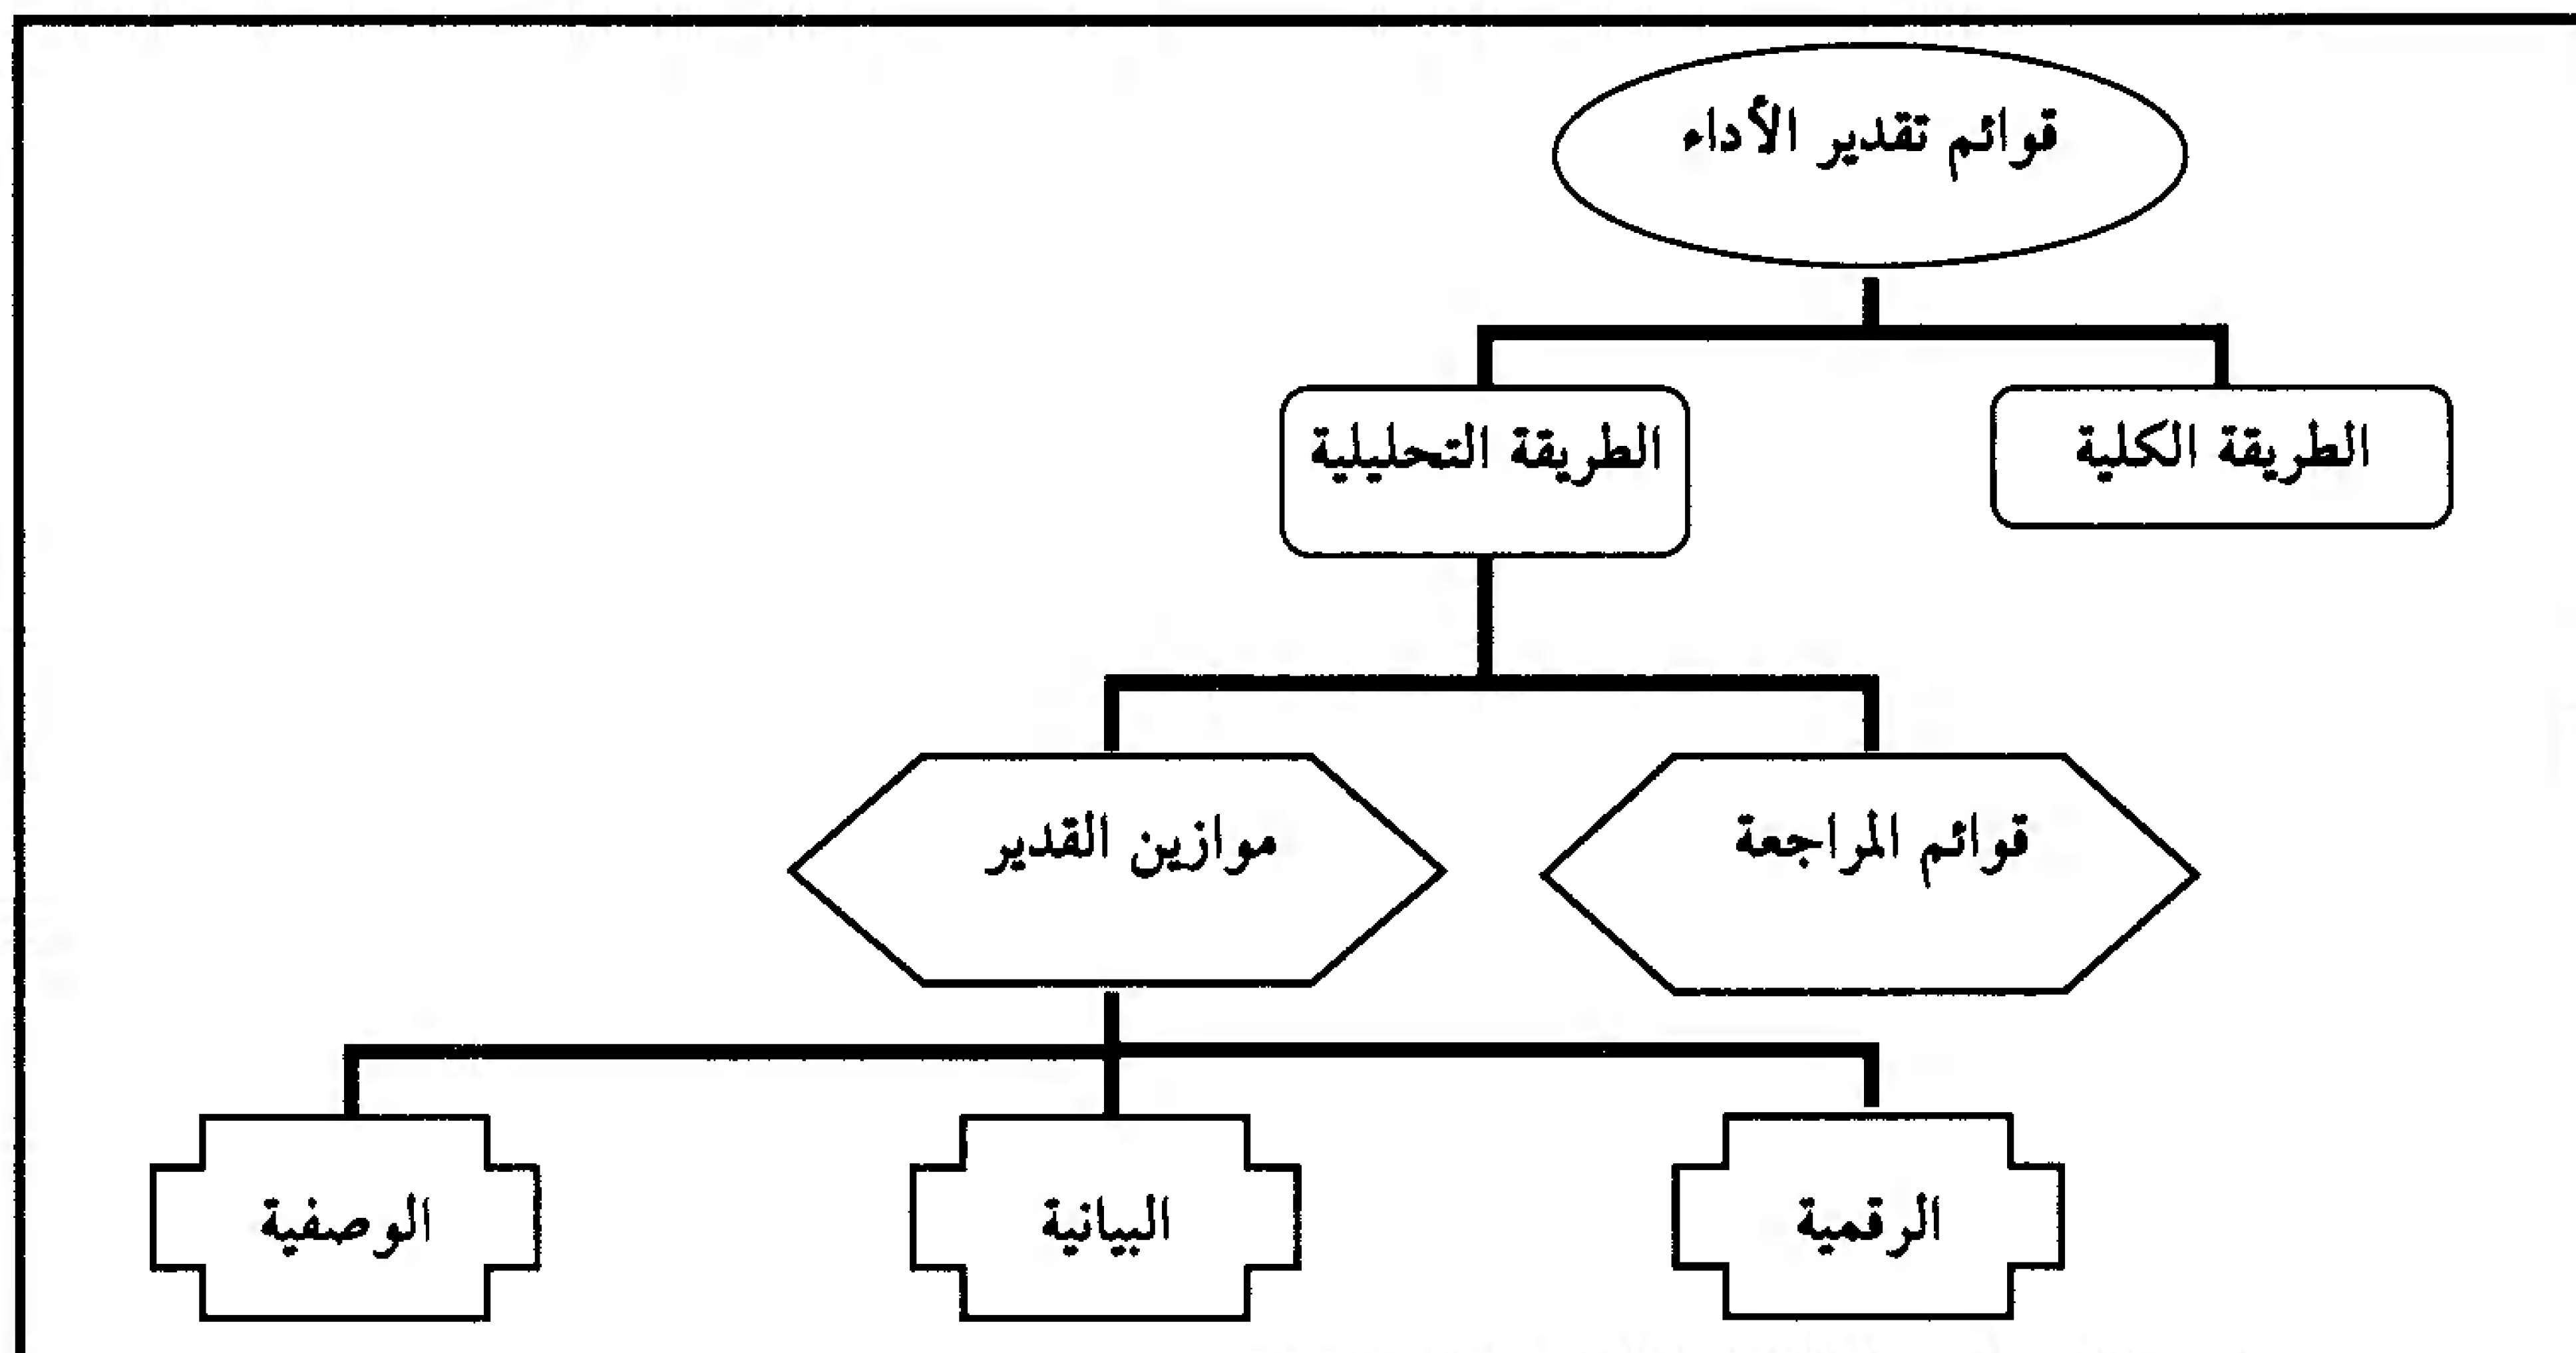 قوائم تقدير الأداء
الطريقة الكلية
الطريقة التحليلية
قوائم المراجعة
موازين القدير
الرقمية
البيانية
الوصفية